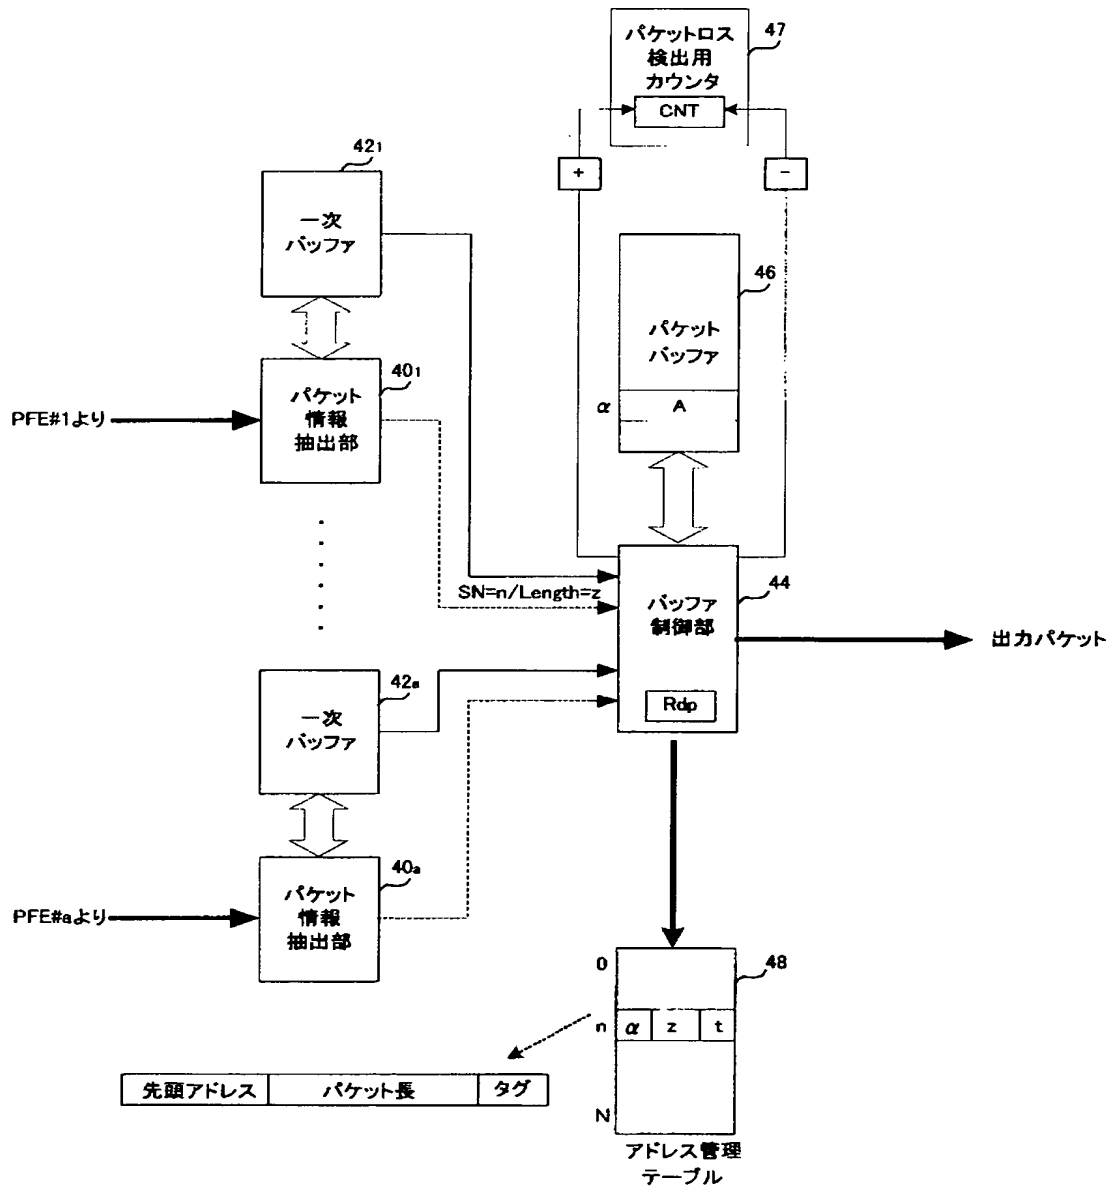 パケットロス
検出用
カウンタ
CNT
47
+
-
42₁
一次
バッファ
46
パケット
バッファ
α
A
40₁
PFE#1より
パケット
情報
抽出部
SN=n/Length=z
44
バッファ
制御部
Rdp
出力パケット
42a
一次
バッファ
40a
PFE#aより
パケット
情報
抽出部
48
0
n
α
z
t
N
先頭アドレス
パケット長
タグ
アドレス管理
テーブル